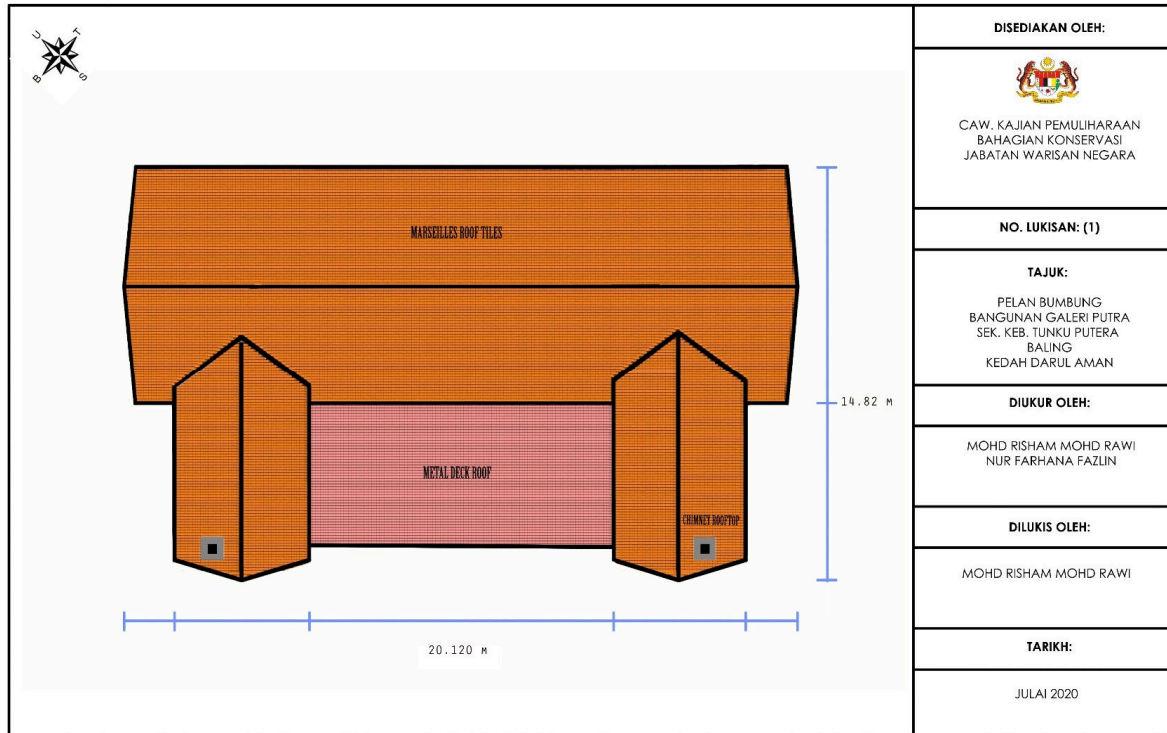 U T
B S
MARSEILLES ROOF TILES
METAL DECK ROOF
CHIMNEY ROOFTOP
14.82 M
20.120 M
DISEDIAKAN OLEH:
CAW. KAJIAN PEMULIHARAAN
BAHAGIAN KONSERVASI
JABATAN WARISAN NEGARA
NO. LUKISAN: (1)
TAJUK:
PELAN BUMBUNG
BANGUNAN GALERI PUTRA
SEK. KEB. TUNKU PUTERA
BALING
KEDAH DARUL AMAN
DIUKUR OLEH:
MOHD RISHAM MOHD RAWI
NUR FARHANA FAZLIN
DILUKIS OLEH:
MOHD RISHAM MOHD RAWI
TARIKH:
JULAI 2020